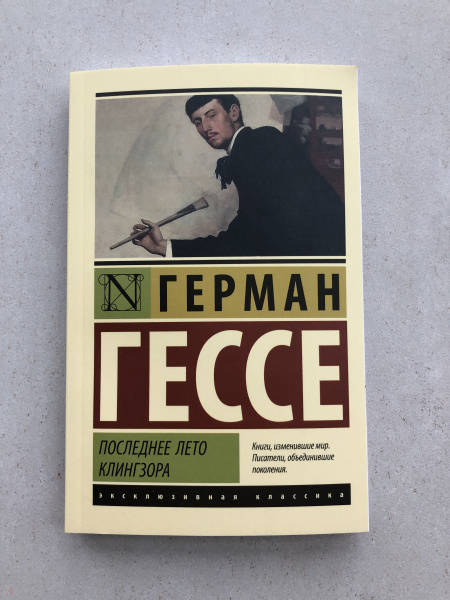 N ГЕРМАН
ГЕССЕ
ПОСЛЕДНЕЕ ЛЕТО
КЛИНГЗОРА
Книги, изменившие мир.
Писатели, объединившие
поколения.
эксклюзивная классика